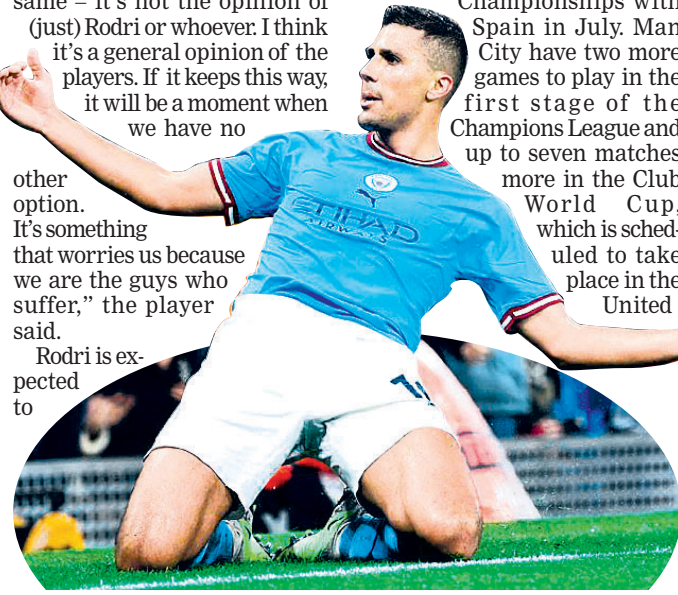 same – it's not the opinion of
(just) Rodri or whoever. I think
it's a general opinion of the
players. If it keeps this way,
it will be a moment when
we have no
other
option.
It's something
that worries us because
we are the guys who
suffer,” the player
said.
Rodri is ex-
pected
to
Championships with
Spain in July. Man
City have two more
games to play in the
first stage of the
Champions League and
up to seven matches
more in the Club
World Cup,
which is sched-
uled to take
place in the
United
ETIHAD
AIRWAYS